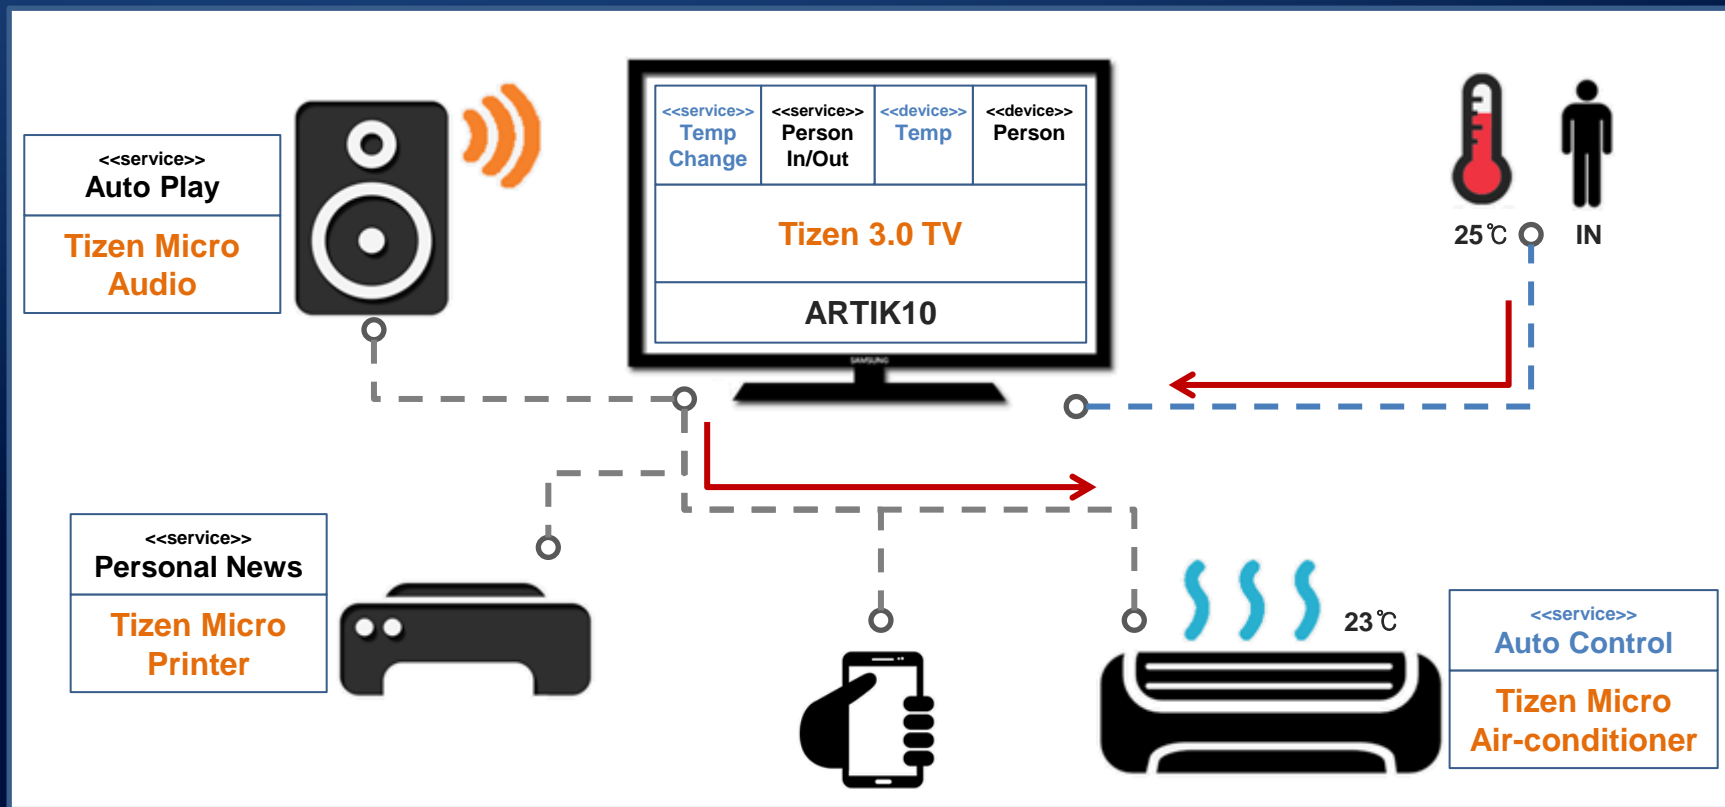 <<service>>
Auto Play
Tizen Micro
Audio
<<service>>
Temp
Change
<<service>>
Person
In/Out
<<device>>
Temp
<<device>>
Person
Tizen 3.0 TV
ARTIK10
SAMSUNG
25℃
IN
<<service>>
Personal News
Tizen Micro
Printer
23℃
<<service>>
Auto Control
Tizen Micro
Air-conditioner